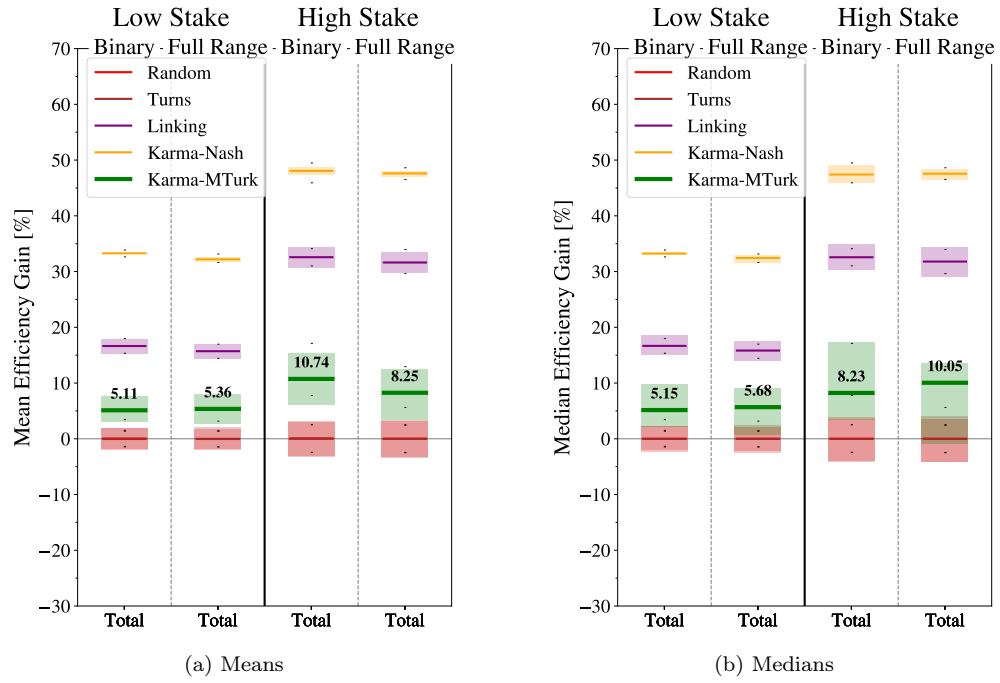 Low Stake High Stake
Binary - Full Range - Binary - Full Range
70
60
50
40
30
20
10
0
−10
−20
−30
Mean Efficiency Gain [%]
Random
Turns
Linking
Karma-Nash
Karma-MTurk
5.11
5.36
10.74
8.25
Total Total Total Total
(a) Means
Low Stake High Stake
Binary - Full Range - Binary - Full Range
70
60
50
40
30
20
10
0
−10
−20
−30
Median Efficiency Gain [%]
Random
Turns
Linking
Karma-Nash
Karma-MTurk
5.15
5.68
8.23
10.05
Total Total Total Total
(b) Medians